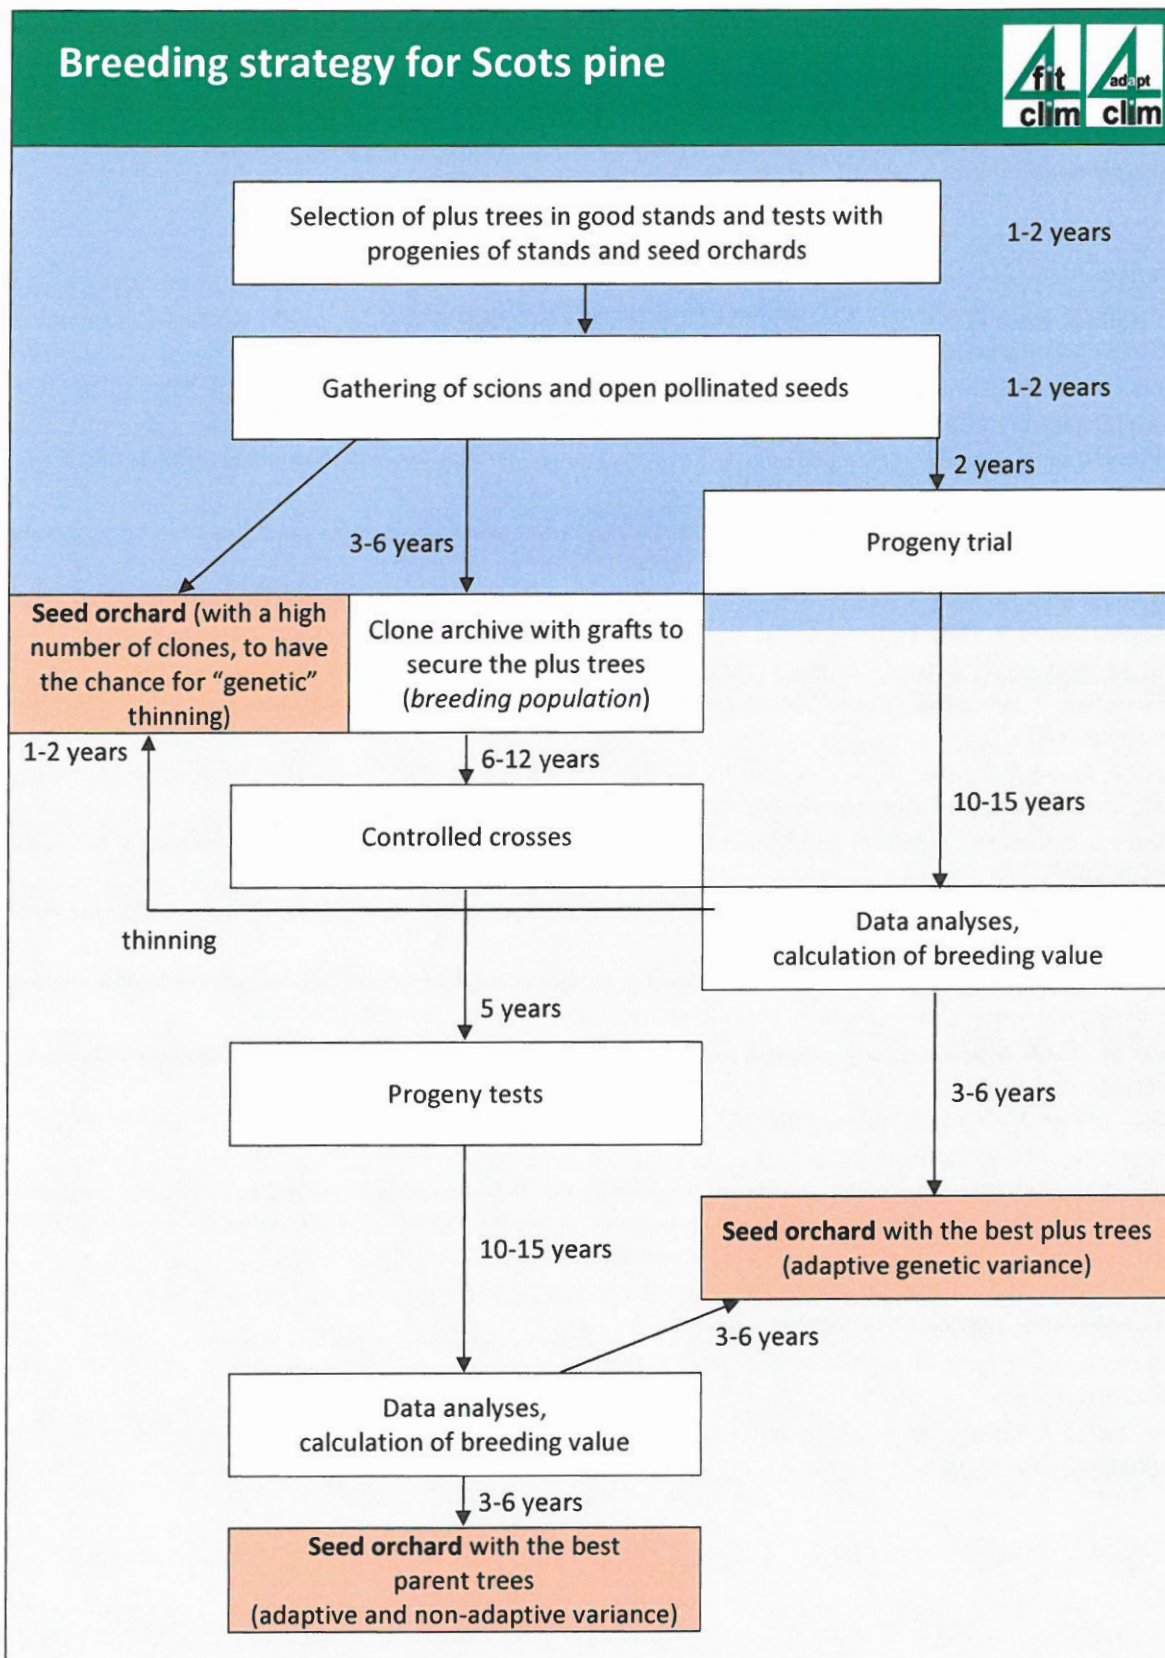 Breeding strategy for Scots pine
fit
clim
adapt
clim
Selection of plus trees in good stands and tests with
progenies of stands and seed orchards
1-2 years
Gathering of scions and open pollinated seeds
1-2 years
2 years
Progeny trial
3-6 years
Seed orchard (with a high
number of clones, to have
the chance for “genetic”
thinning)
Clone archive with grafts to
secure the plus trees
(breeding population)
1-2 years
6-12 years
10-15 years
Controlled crosses
thinning
Data analyses,
calculation of breeding value
5 years
Progeny tests
3-6 years
10-15 years
Seed orchard with the best plus trees
(adaptive genetic variance)
3-6 years
Data analyses,
calculation of breeding value
3-6 years
Seed orchard with the best
parent trees
(adaptive and non-adaptive variance)